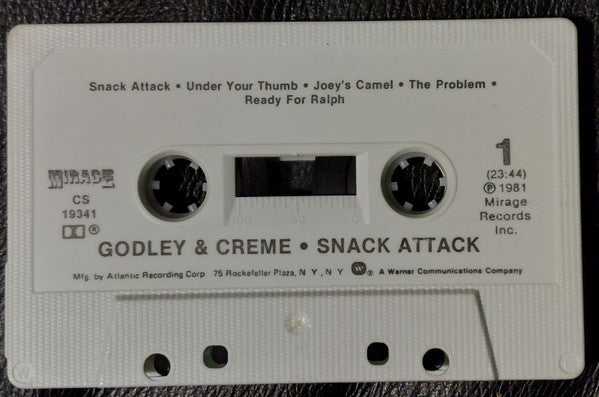 Snack Attack • Under Your Thumb • Joey's Camel • The Problem •
Ready For Ralph
MIRAGE
CS
19341
1
(23:44)
℗ 1981
Mirage
Records
Inc.
GODLEY & CREME • SNACK ATTACK
Mfg. by Atlantic Recording Corp 75 Rockefeller Plaza, N.Y., N.Y. ® A Warner Communications Company